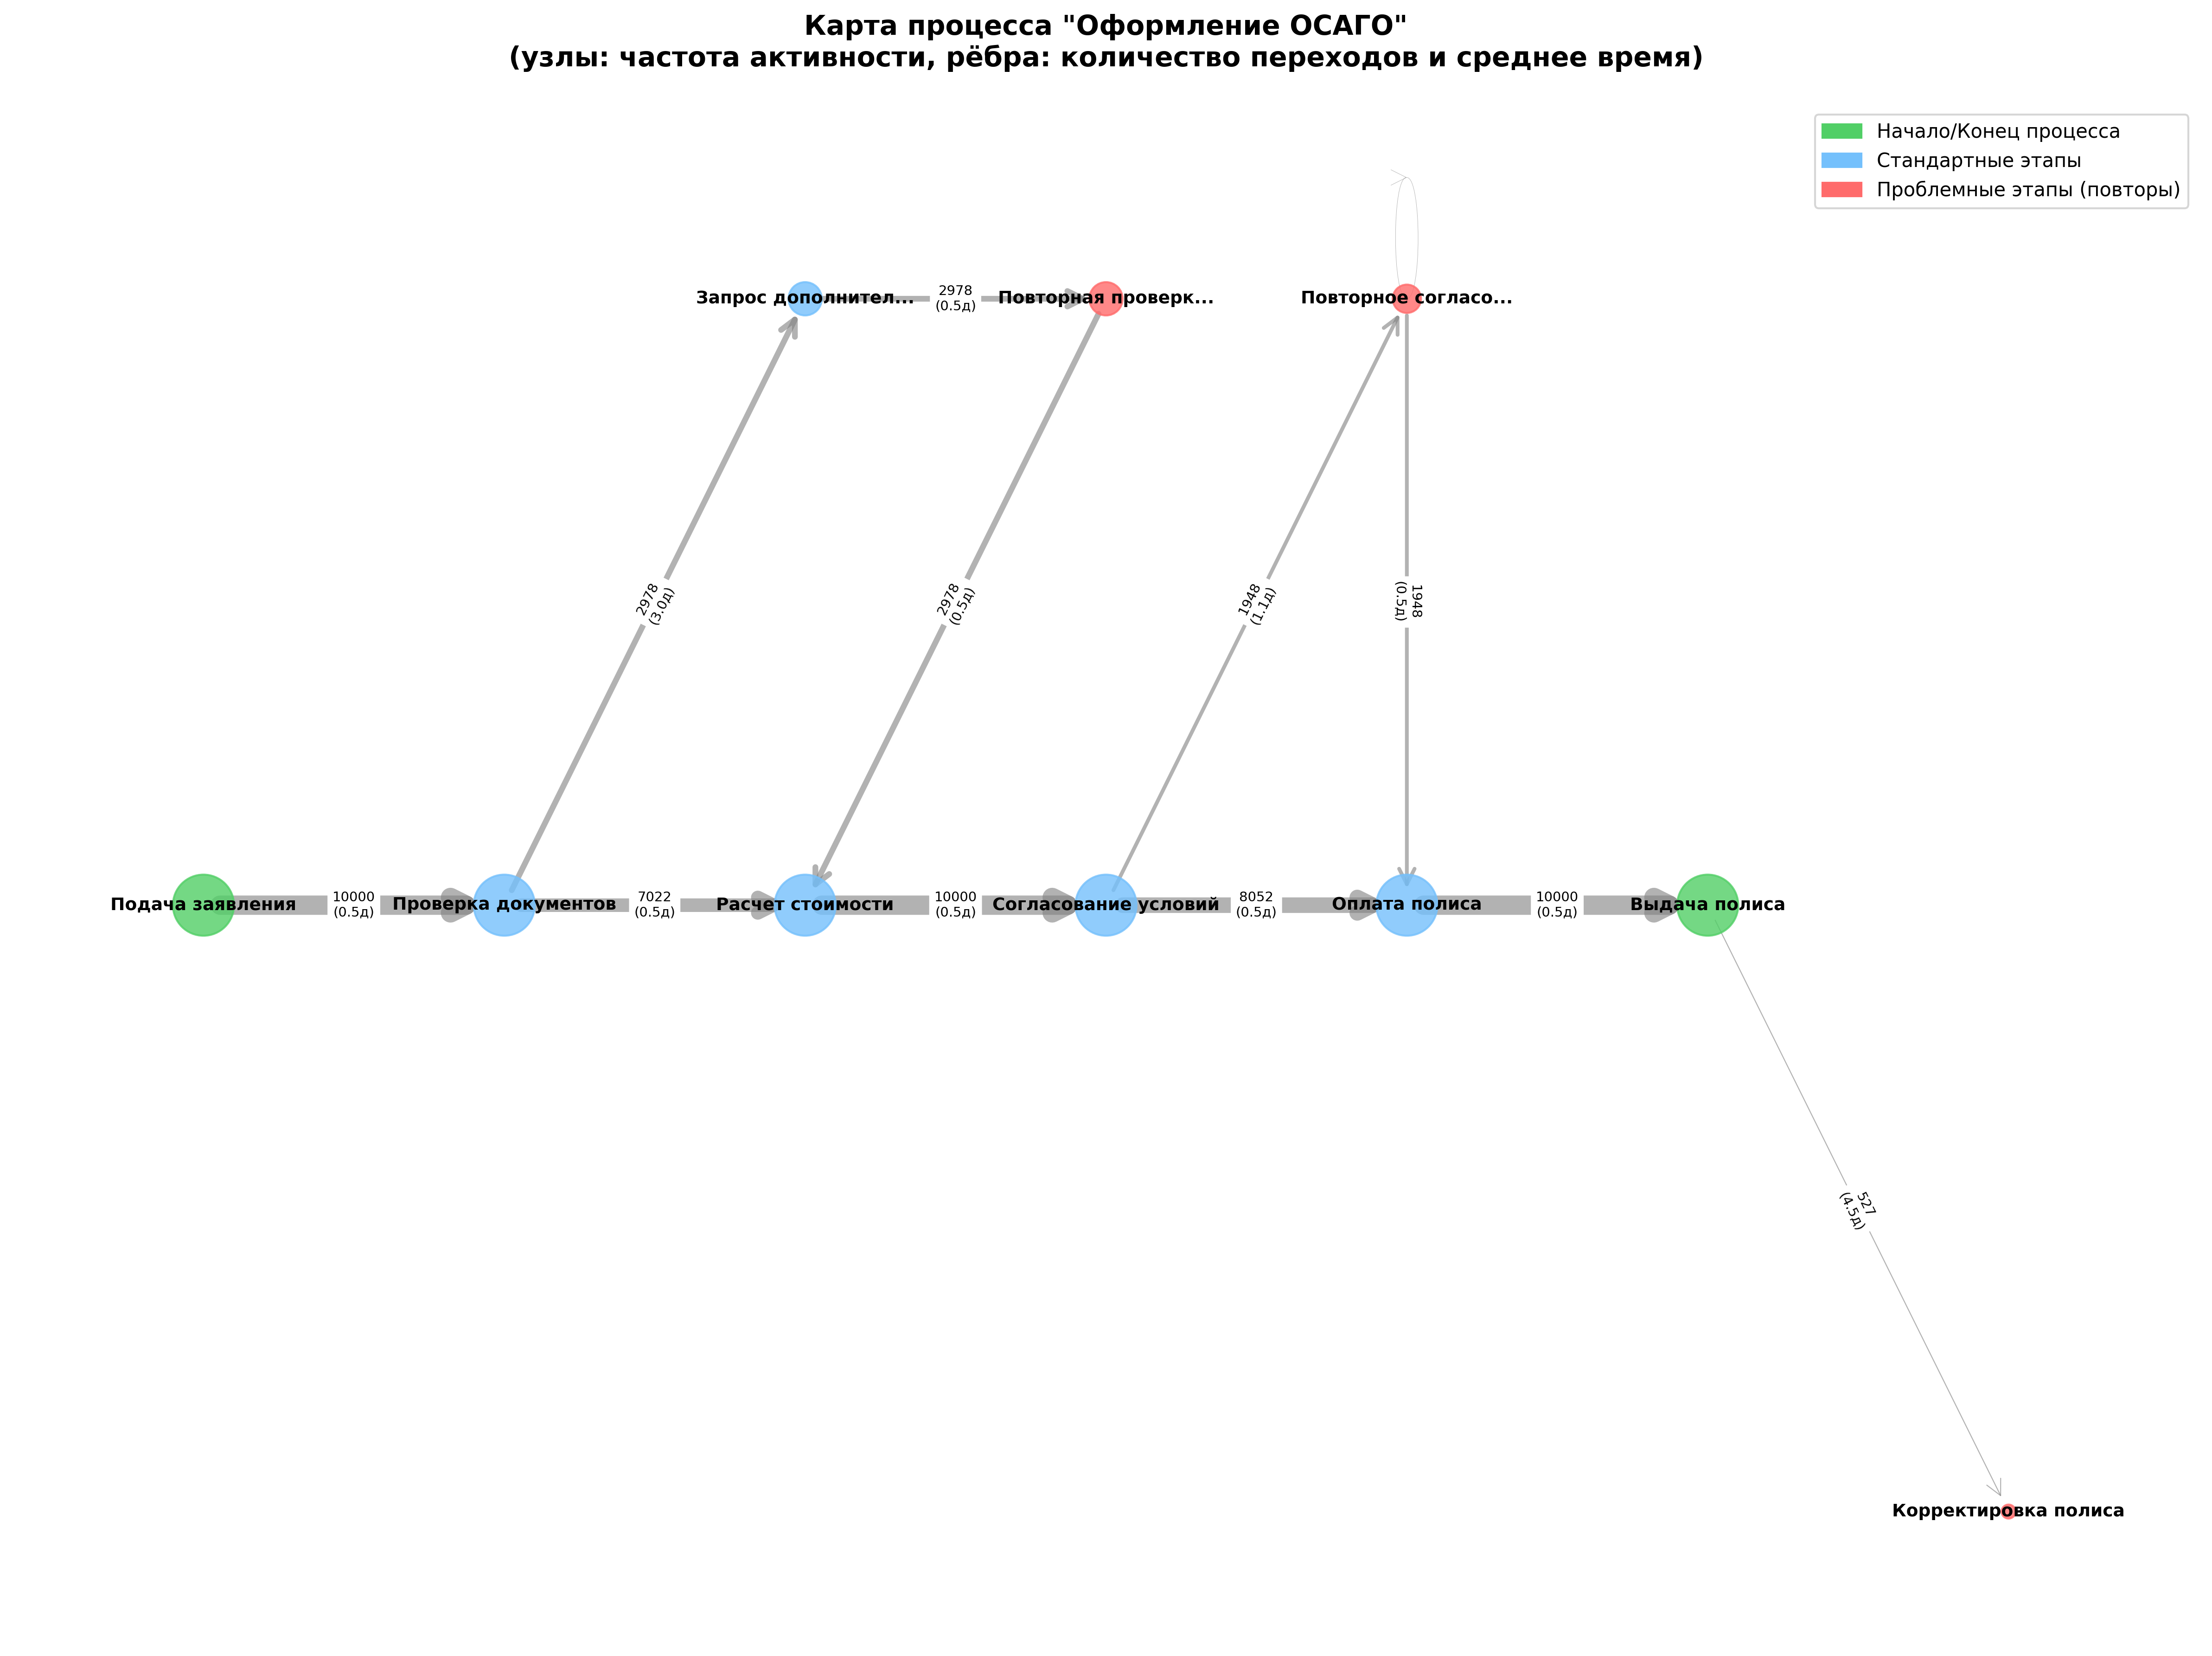 Карта процесса "Оформление ОСАГО"
(узлы: частота активности, рёбра: количество переходов и среднее время)
Начало/Конец процесса
Стандартные этапы
Проблемные этапы (повторы)
Запрос дополнител...
2978
(0.5д)
Повторная проверк...
Повторное согласо...
2978
(3.0д)
2978
(0.5д)
1948
(1.1д)
1948
(0.5д)
Подача заявления
10000
(0.5д)
Проверка документов
7022
(0.5д)
Расчет стоимости
10000
(0.5д)
Согласование условий
8052
(0.5д)
Оплата полиса
10000
(0.5д)
Выдача полиса
527
(4.5д)
Корректировка полиса